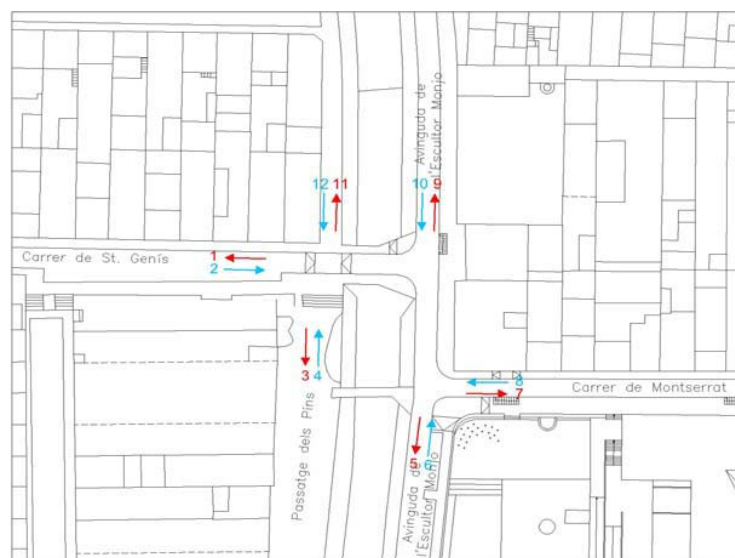 Avinguda de
l'Escultor Monjo
12 11
10 9
Carrer de St. Genís
1
2
3 4
8
7
Carrer de Montserrat
Passatge dels Pins
5 6
Avinguda de
l'Escultor Monjo